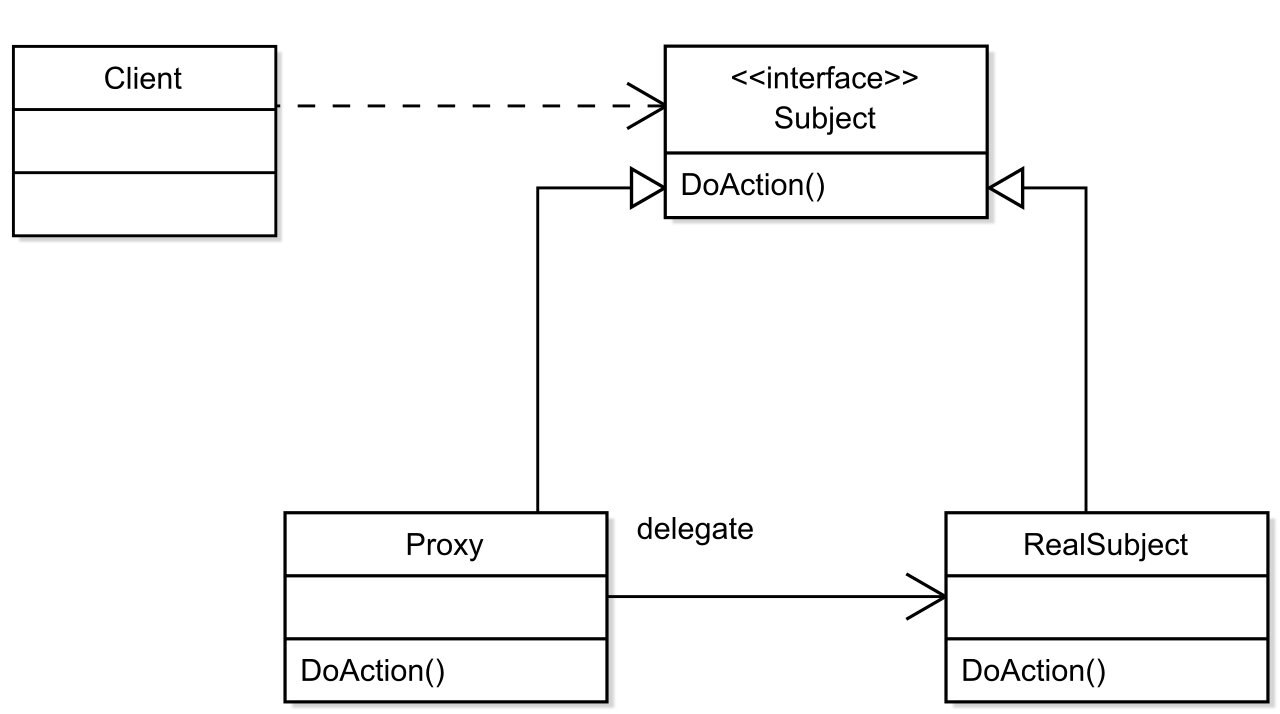 Client
<<interface>>
Subject
DoAction()
Proxy
delegate
RealSubject
DoAction()
DoAction()